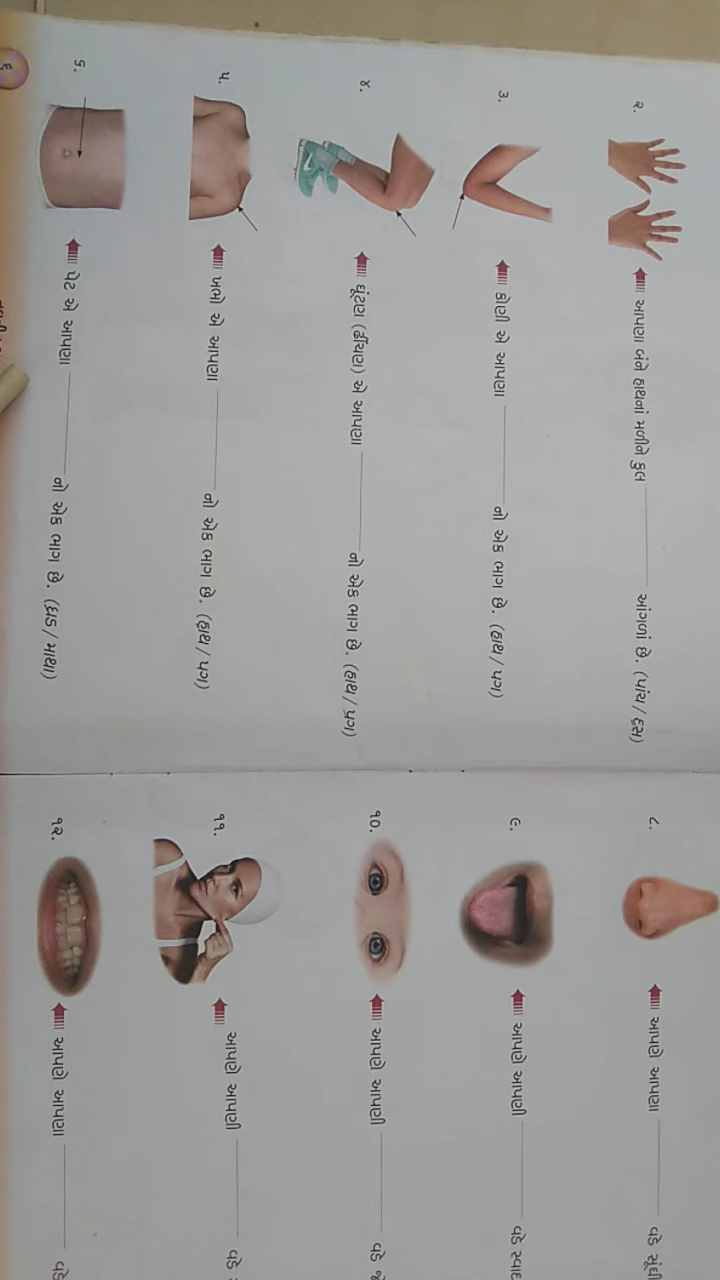 ૨. આપણા બંને હાથનાં મળીને કુલ ________ આંગળાં છે. (પાંચ / દસ)
૩. કોણી એ આપણા ________ નો એક ભાગ છે. (હાથ / પગ)
૪. ઘૂંટણ (ઢીંચણ) એ આપણા ________ નો એક ભાગ છે. (હાથ / પગ)
૫. ખભો એ આપણા ________ નો એક ભાગ છે. (હાથ / પગ)
૬. પેટ એ આપણા ________ નો એક ભાગ છે. (ધડ / માથા)
૬
૮. આપણે આપણા ________ વડે
૯. આપણે આપણી ________ વડે
૧૦. આપણે આપણી ________ વડે
૧૧. આપણે આપણી ________ વડે
૧૨. આપણે આપણા ________